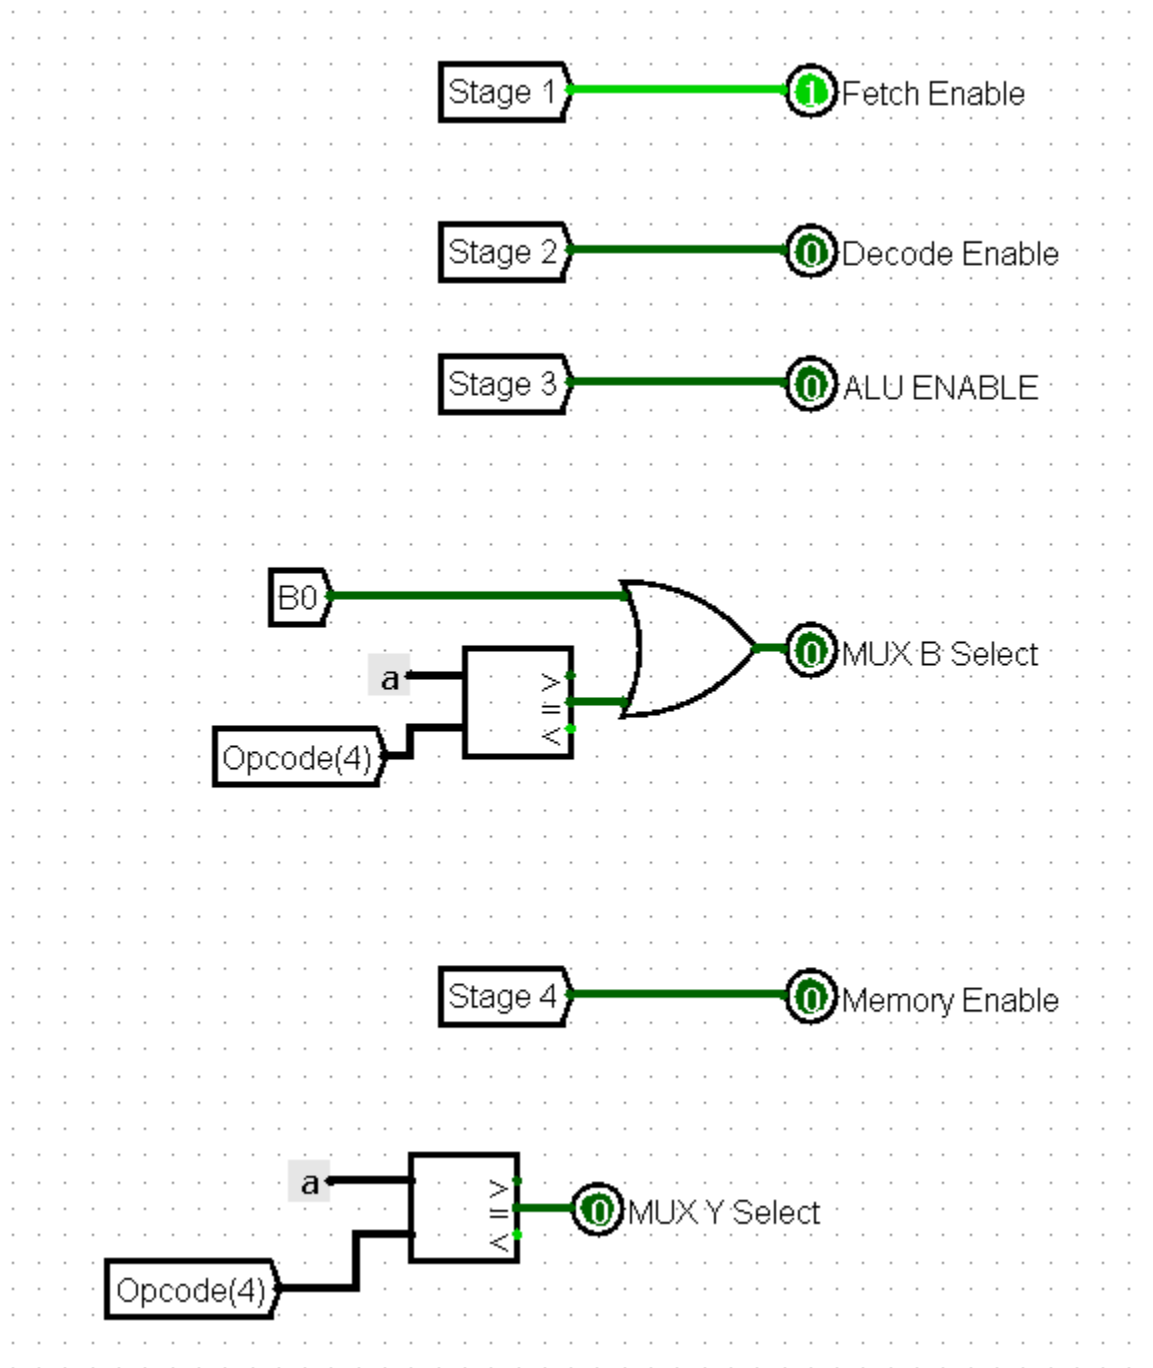 Stage 1
1
Fetch Enable
Stage 2
0
Decode Enable
Stage 3
0
ALU ENABLE
B0
a
>
=
<
Opcode(4)
0
MUX B Select
Stage 4
0
Memory Enable
a
>
=
<
Opcode(4)
0
MUX Y Select